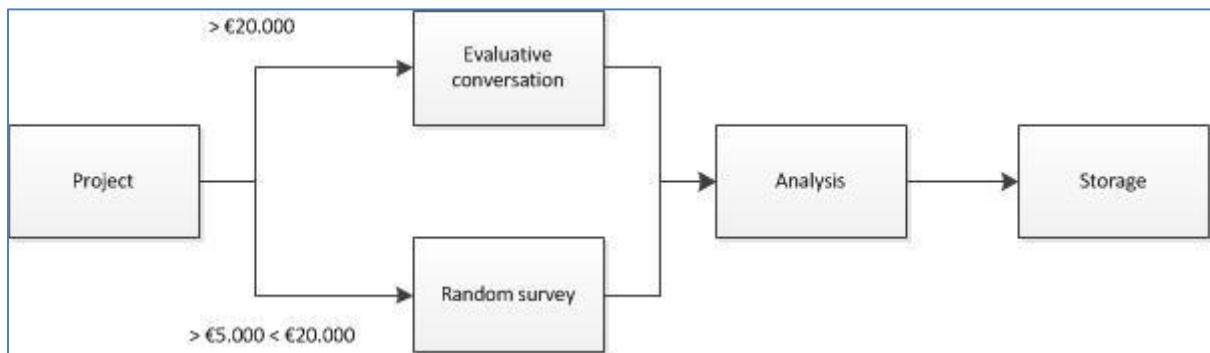 > €20.000
Evaluative
conversation
Project
Analysis
Storage
Random survey
> €5.000 < €20.000